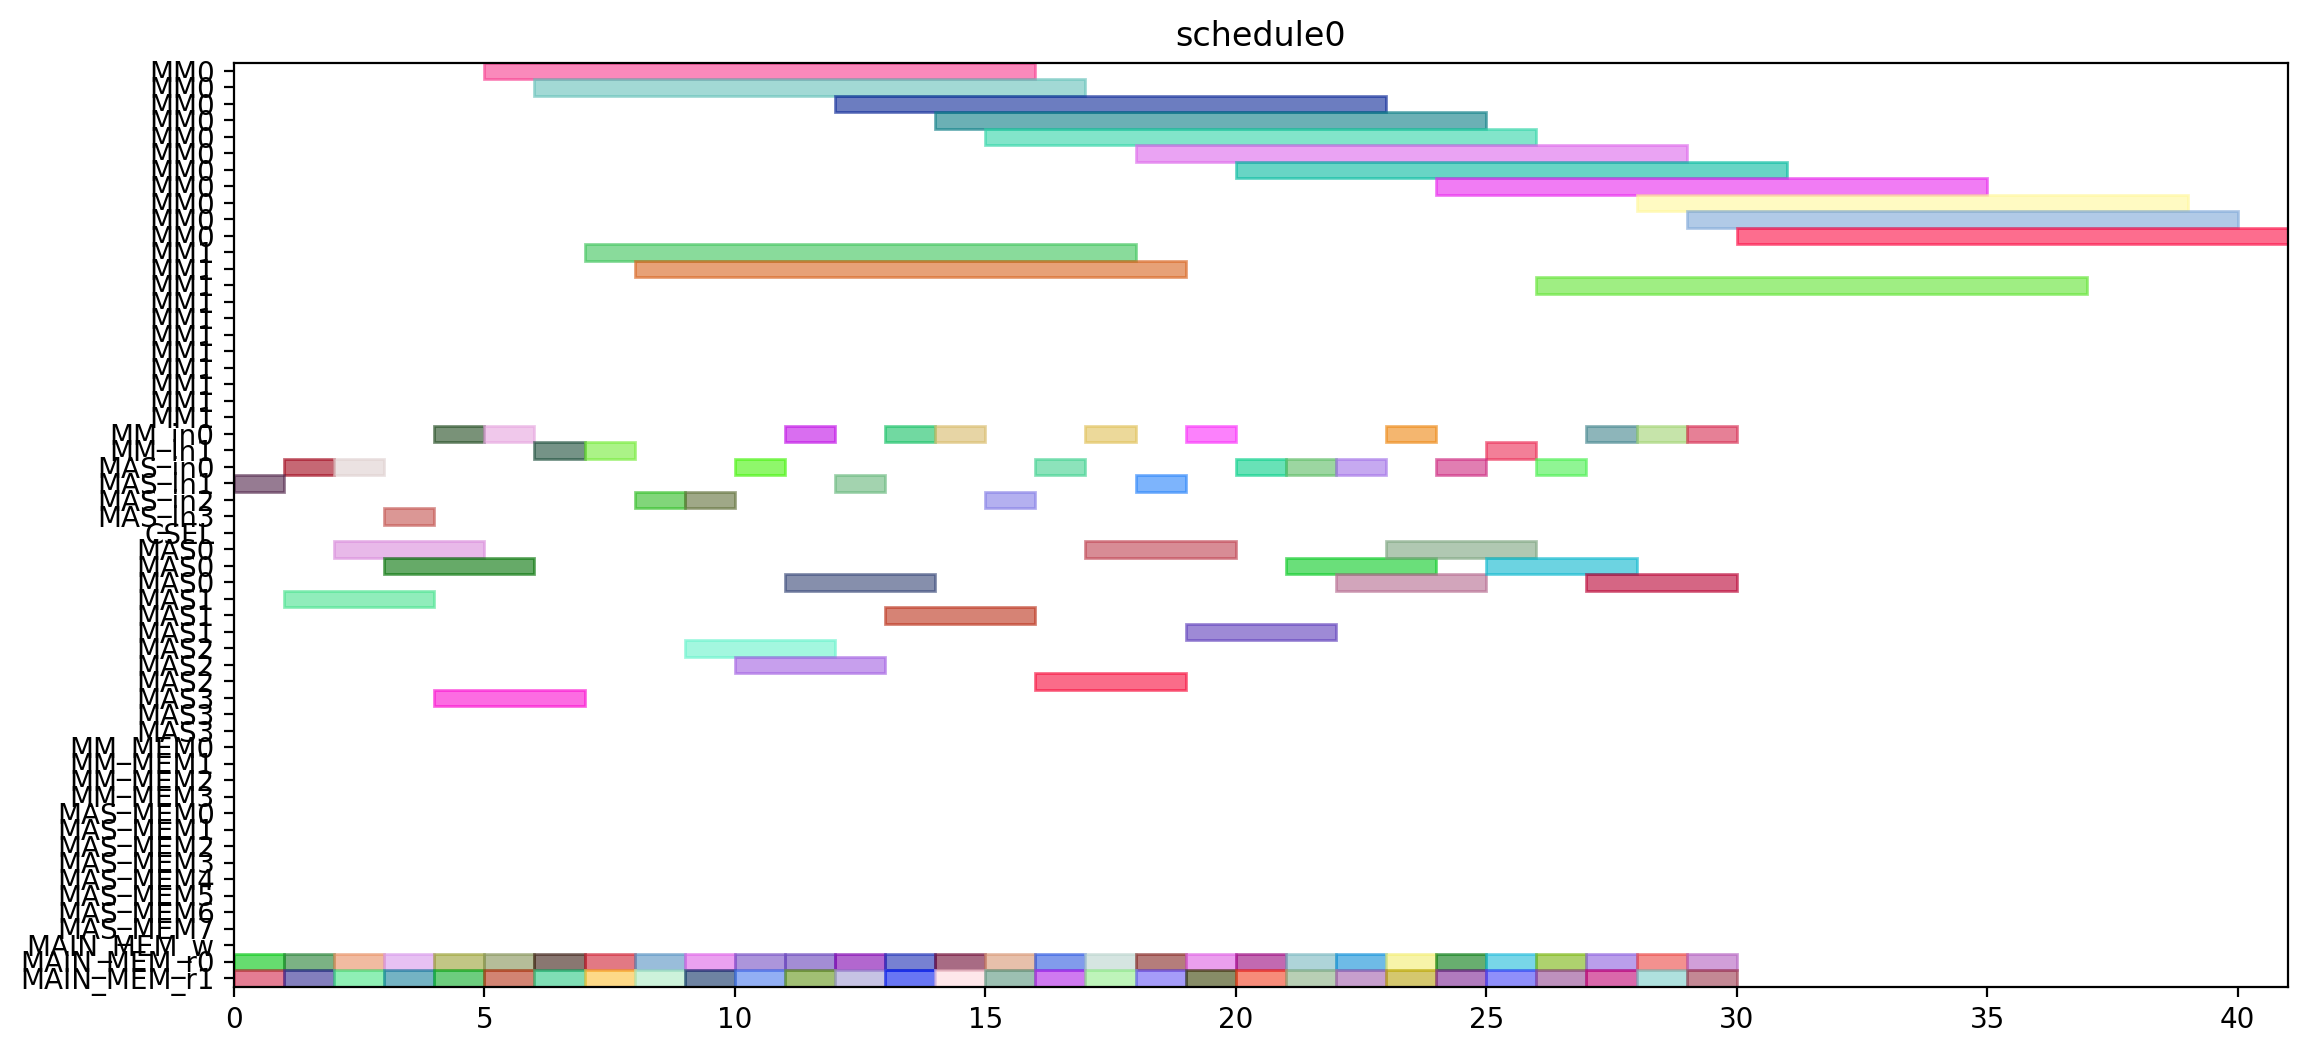 schedule0
MM0
MM0
MM0
MM0
MM0
MM0
MM0
MM0
MM0
MM0
MM0
MM1
MM1
MM1
MM1
MM1
MM1
MM1
MM1
MM1
MM1
MM1
MM_in0
MM_in1
MAS_in0
MAS_in1
MAS_in2
MAS_in3
CSEL
MAS0
MAS0
MAS0
MAS1
MAS1
MAS1
MAS2
MAS2
MAS2
MAS3
MAS3
MAS3
MM_MEM0
MM_MEM1
MM_MEM2
MM_MEM3
MAS_MEM0
MAS_MEM1
MAS_MEM2
MAS_MEM3
MAS_MEM4
MAS_MEM5
MAS_MEM6
MAS_MEM7
MAIN_MEM_w
MAIN_MEM_r0
MAIN_MEM_r1
0 5 10 15 20 25 30 35 40